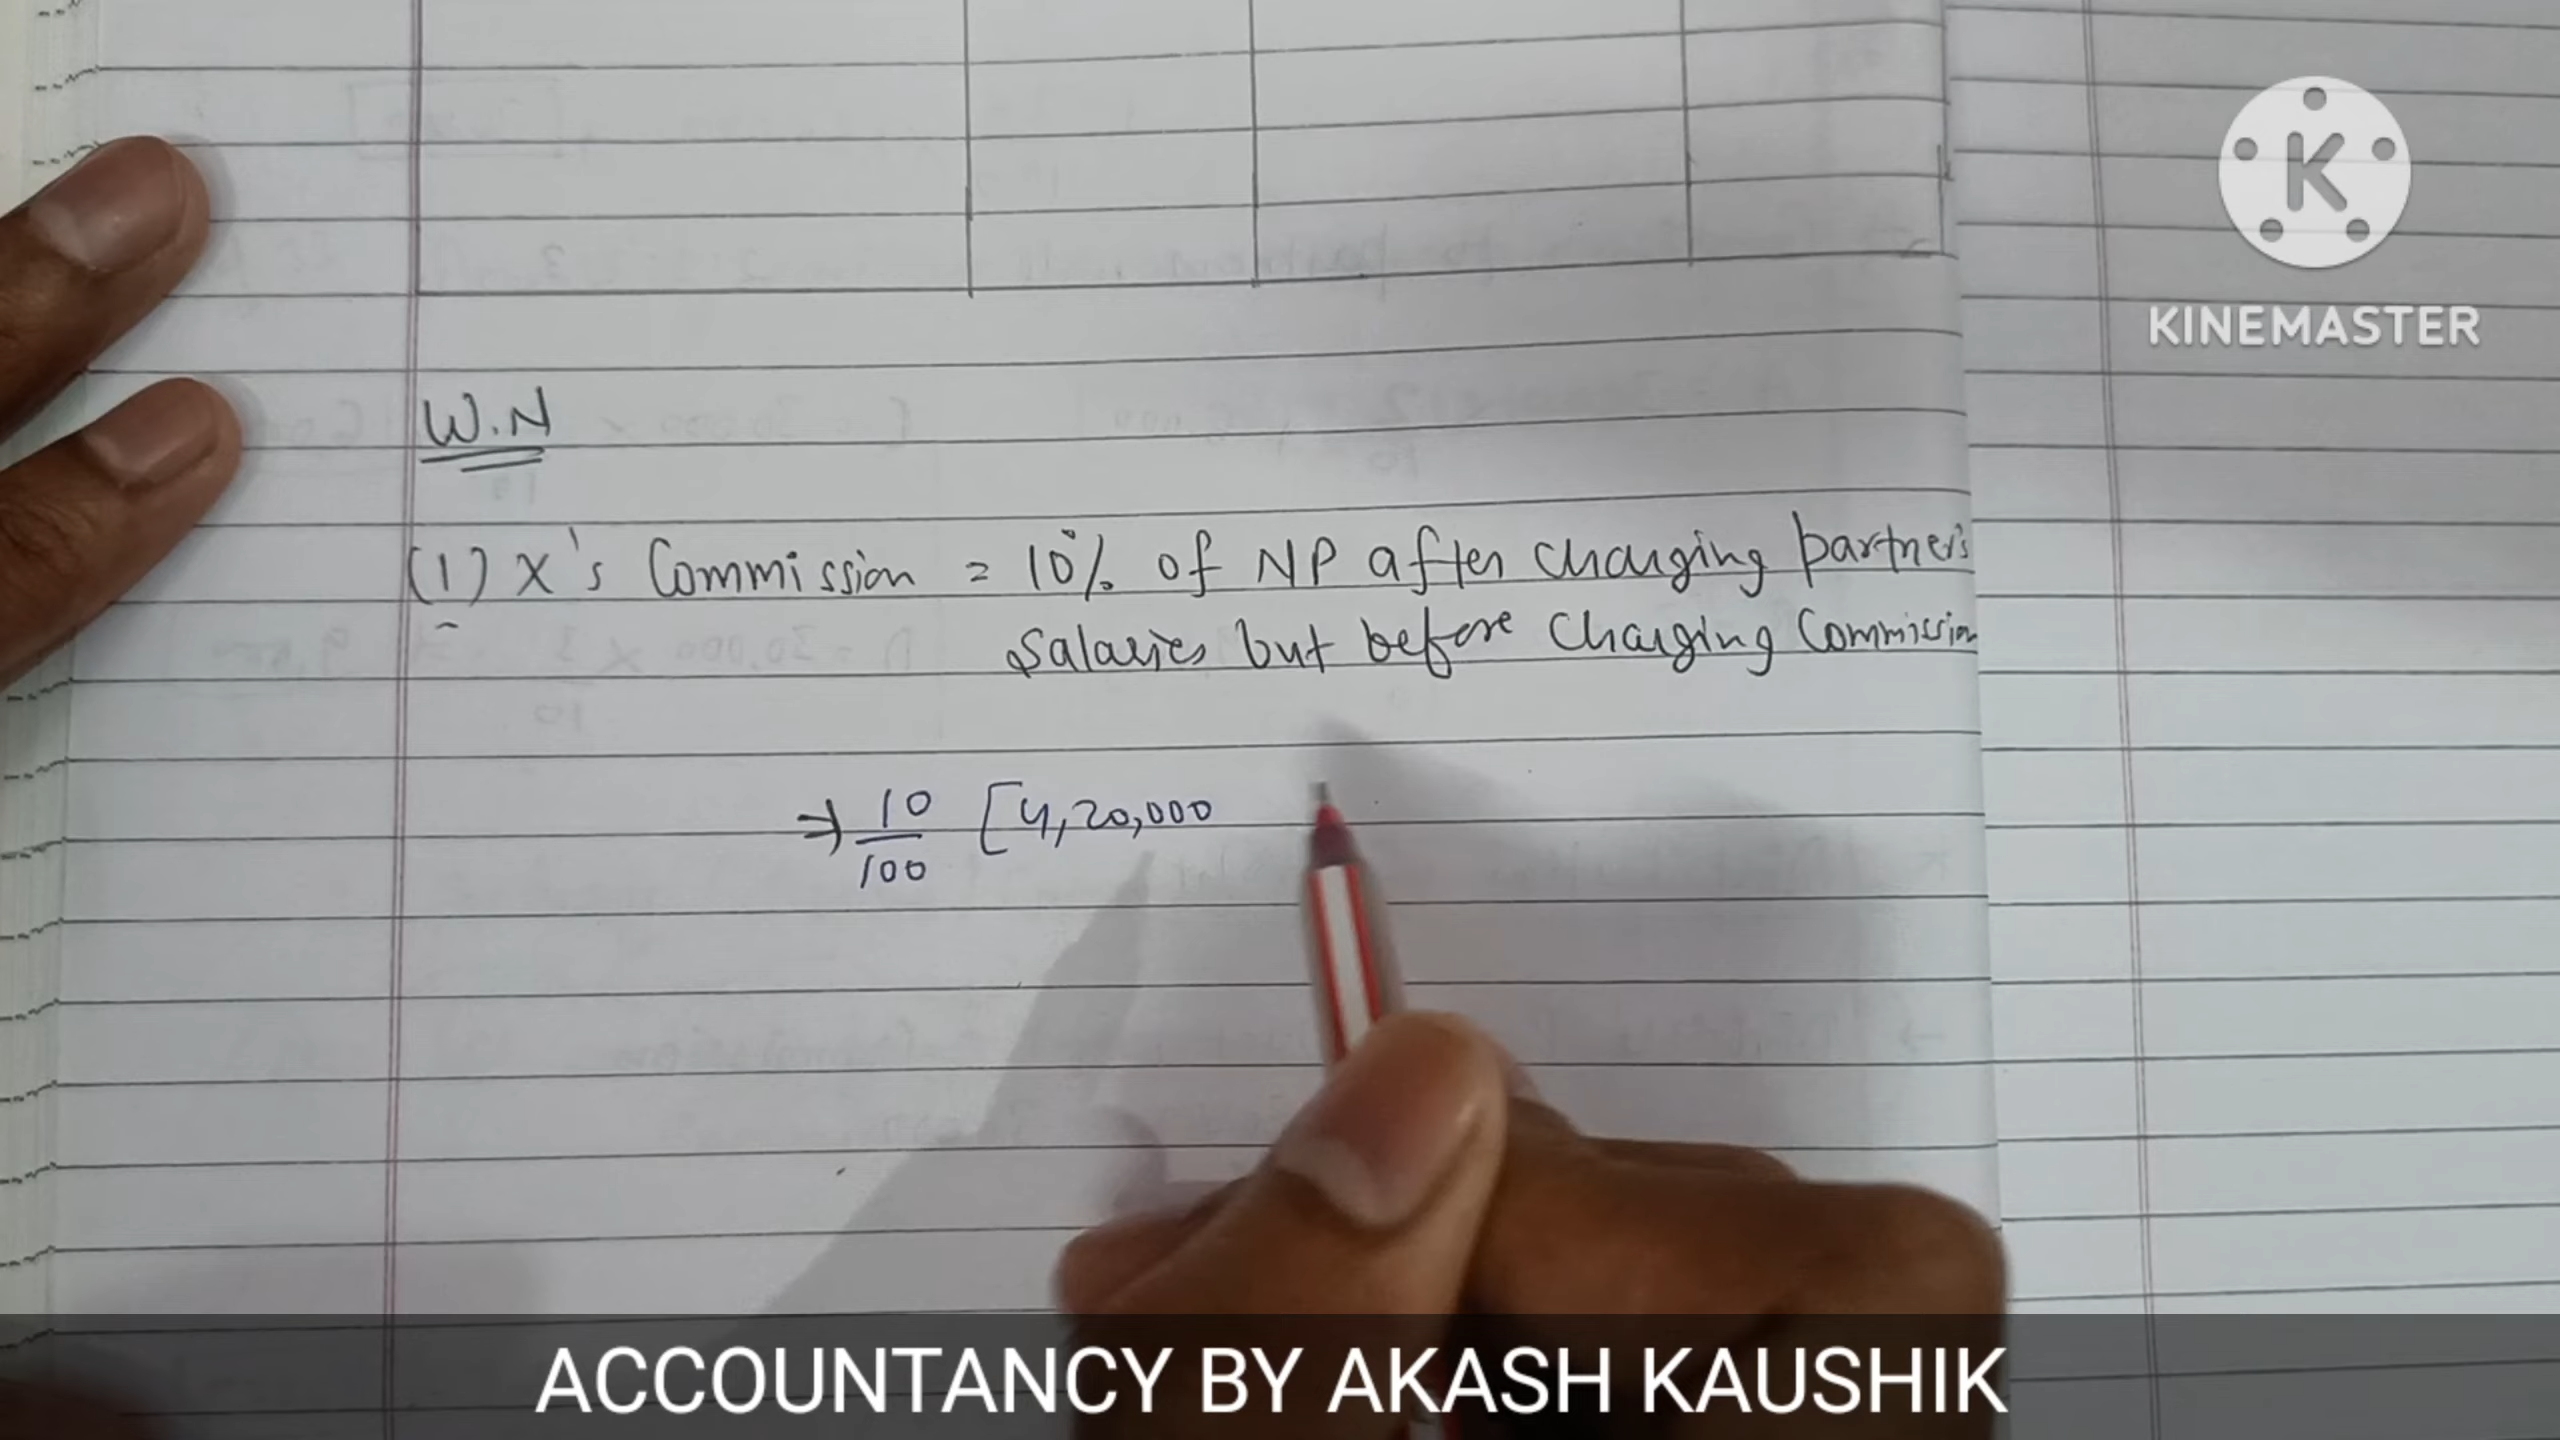 KINEMASTER
W.N
(1) X's Commission = 10% of NP after charging partner's
salaries but before charging Commission
→ 10/100 [4,20,000
ACCOUNTANCY BY AKASH KAUSHIK